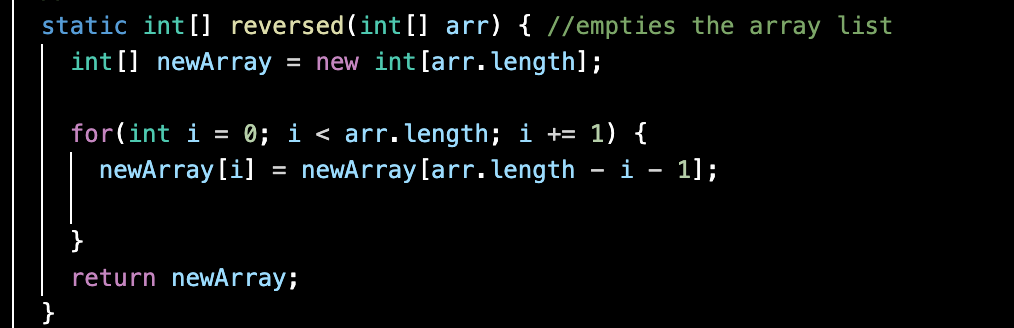 static int[] reversed(int[] arr) { //empties the array list
int[] newArray = new int[arr.length];
for(int i = 0; i < arr.length; i += 1) {
newArray[i] = newArray[arr.length - i - 1];
}
return newArray;
}